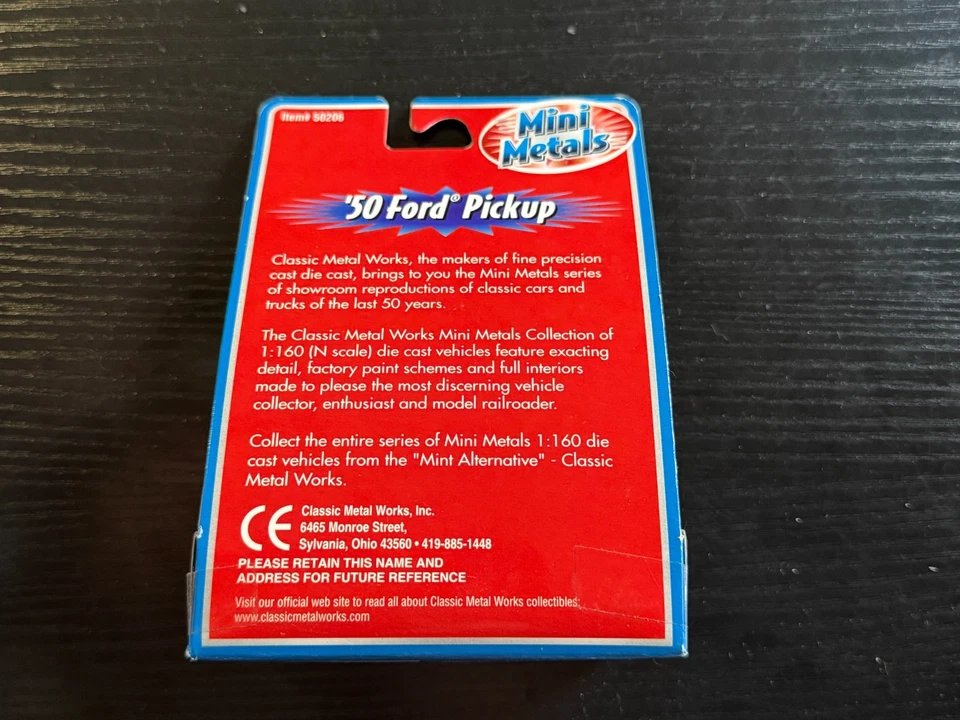 Item# 50206
Mini
Metals
'50 Ford® Pickup
Classic Metal Works, the makers of fine precision
cast die cast, brings to you the Mini Metals series
of showroom reproductions of classic cars and
trucks of the last 50 years.
The Classic Metal Works Mini Metals Collection of
1:160 (N scale) die cast vehicles feature exacting
detail, factory paint schemes and full interiors
made to please the most discerning vehicle
collector, enthusiast and model railroader.
Collect the entire series of Mini Metals 1:160 die
cast vehicles from the "Mint Alternative" - Classic
Metal Works.
CE
Classic Metal Works, Inc.
6465 Monroe Street,
Sylvania, Ohio 43560 • 419-885-1448
PLEASE RETAIN THIS NAME AND
ADDRESS FOR FUTURE REFERENCE
Visit our official web site to read all about Classic Metal Works collectibles:
www.classicmetalworks.com